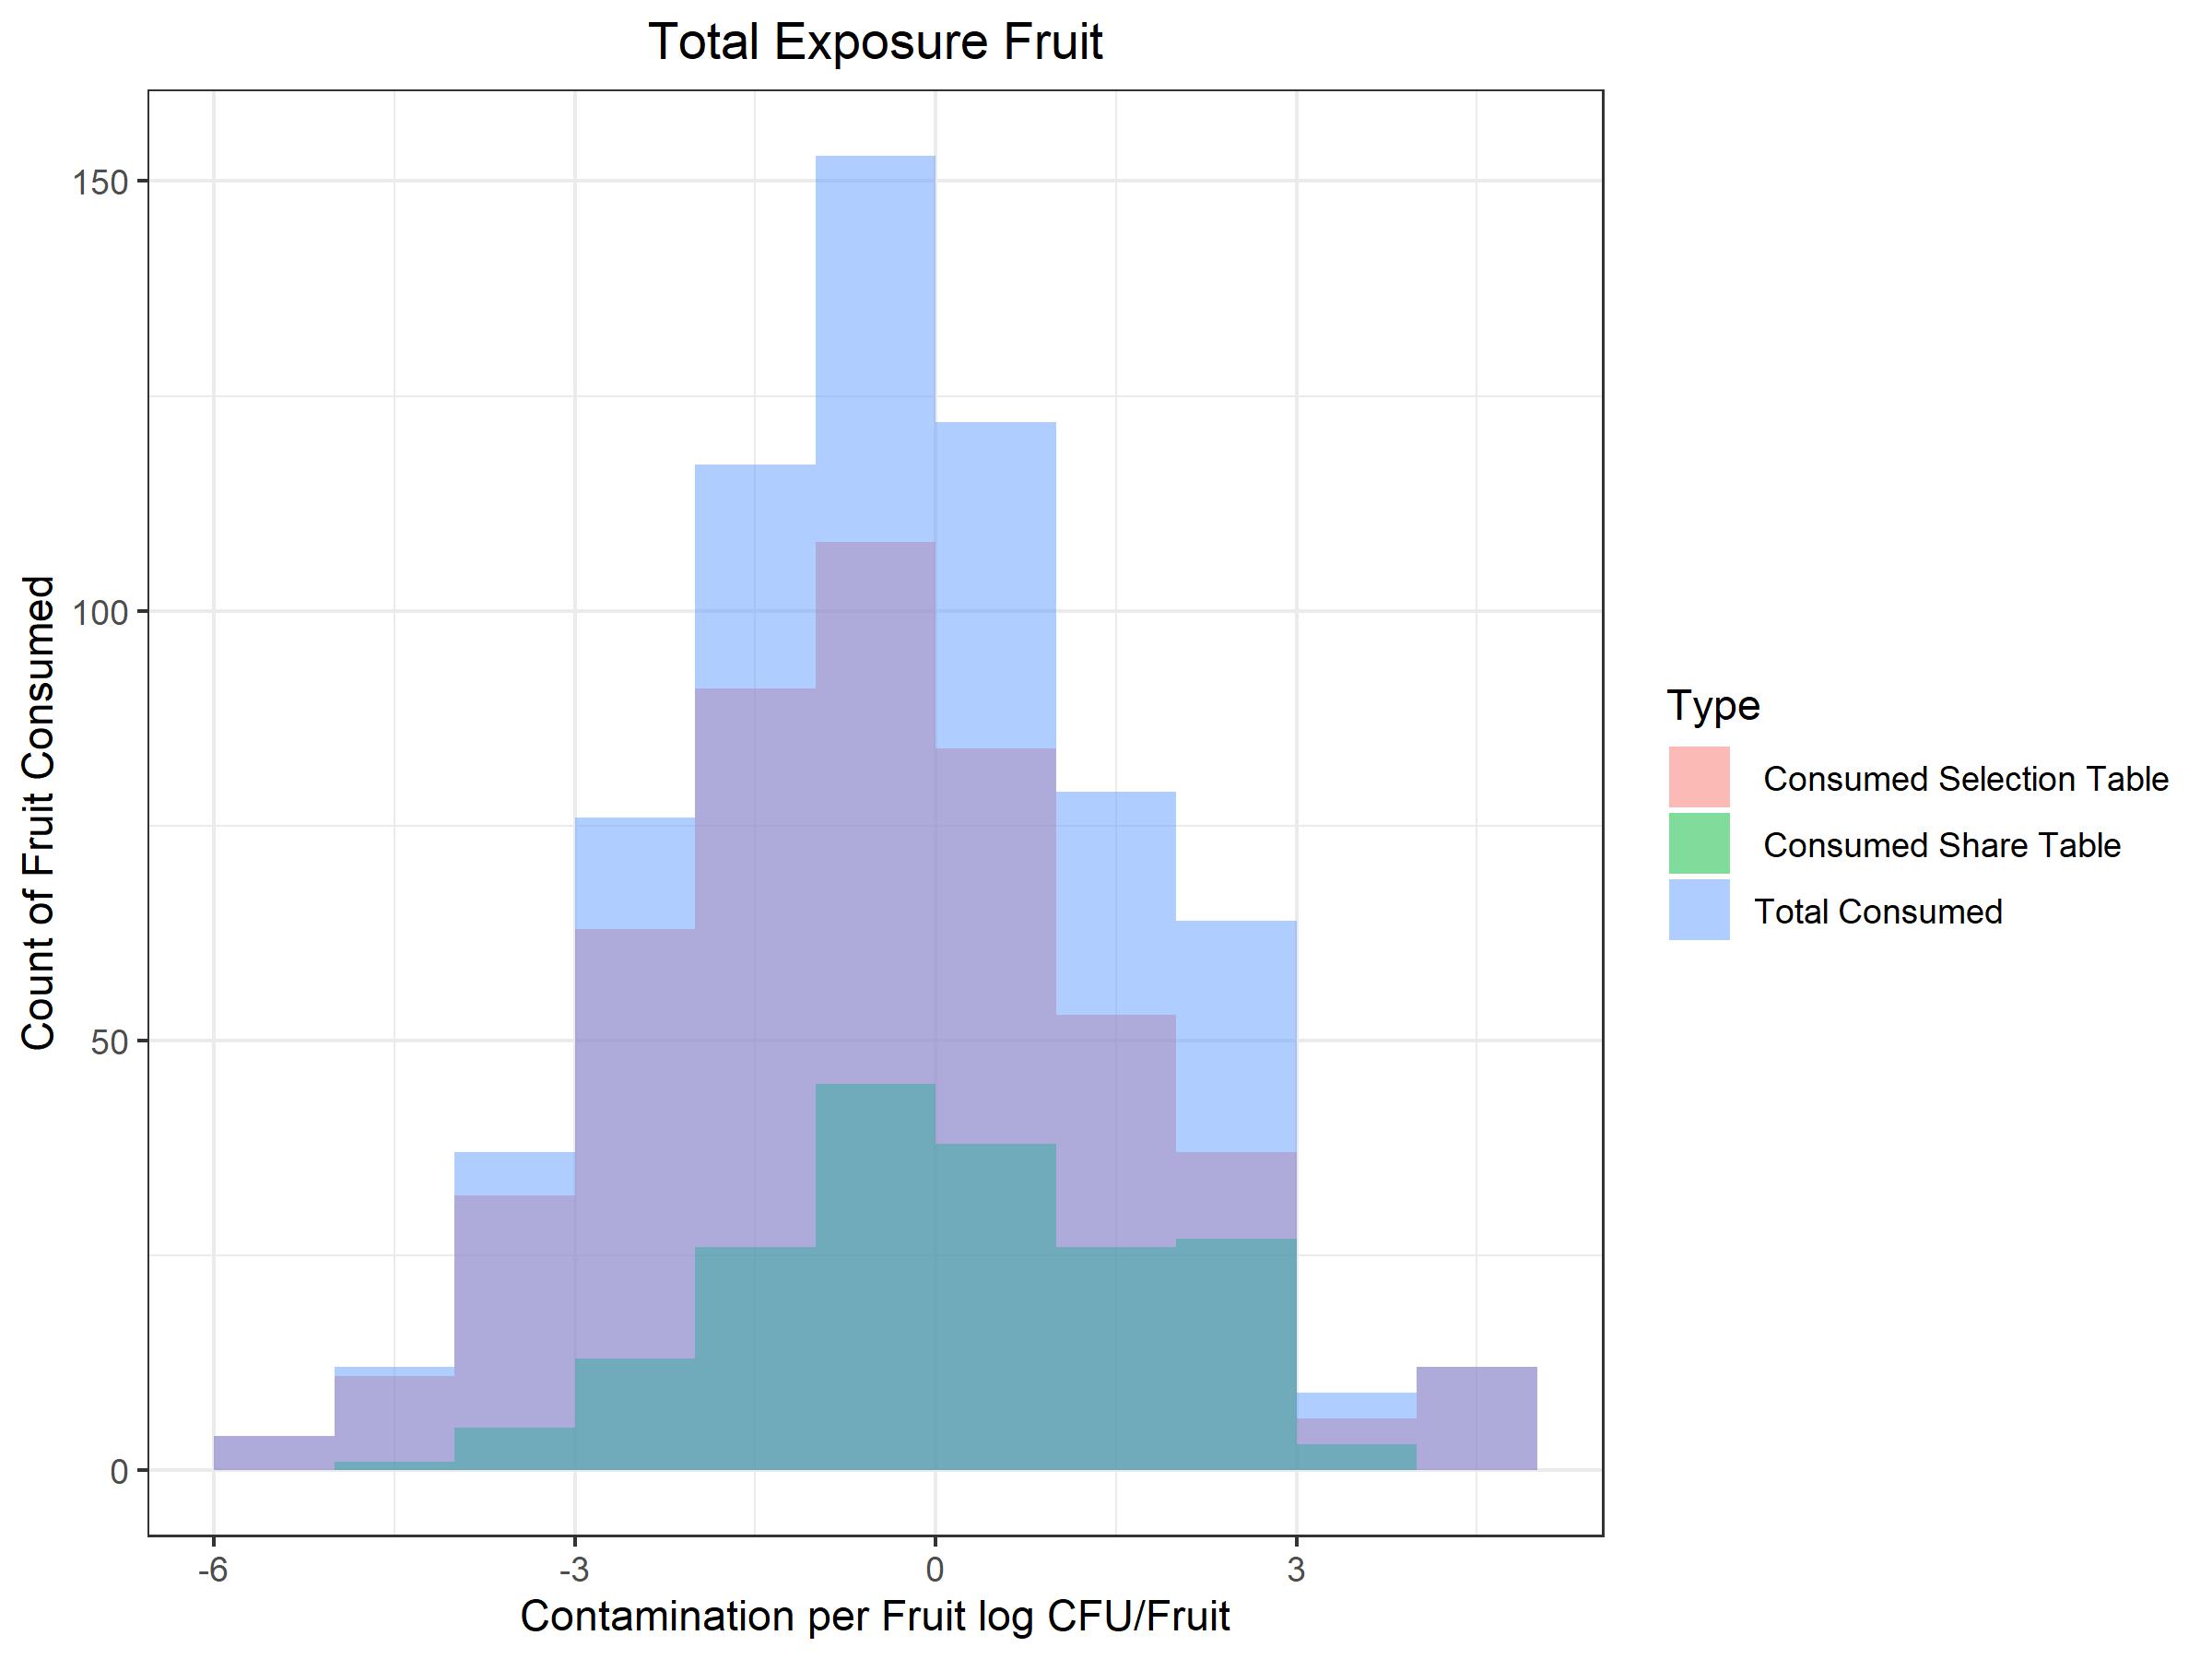 Total Exposure Fruit
150
100
50
0
Count of Fruit Consumed
-6
-3
0
3
Contamination per Fruit log CFU/Fruit
Type
Consumed Selection Table
Consumed Share Table
Total Consumed